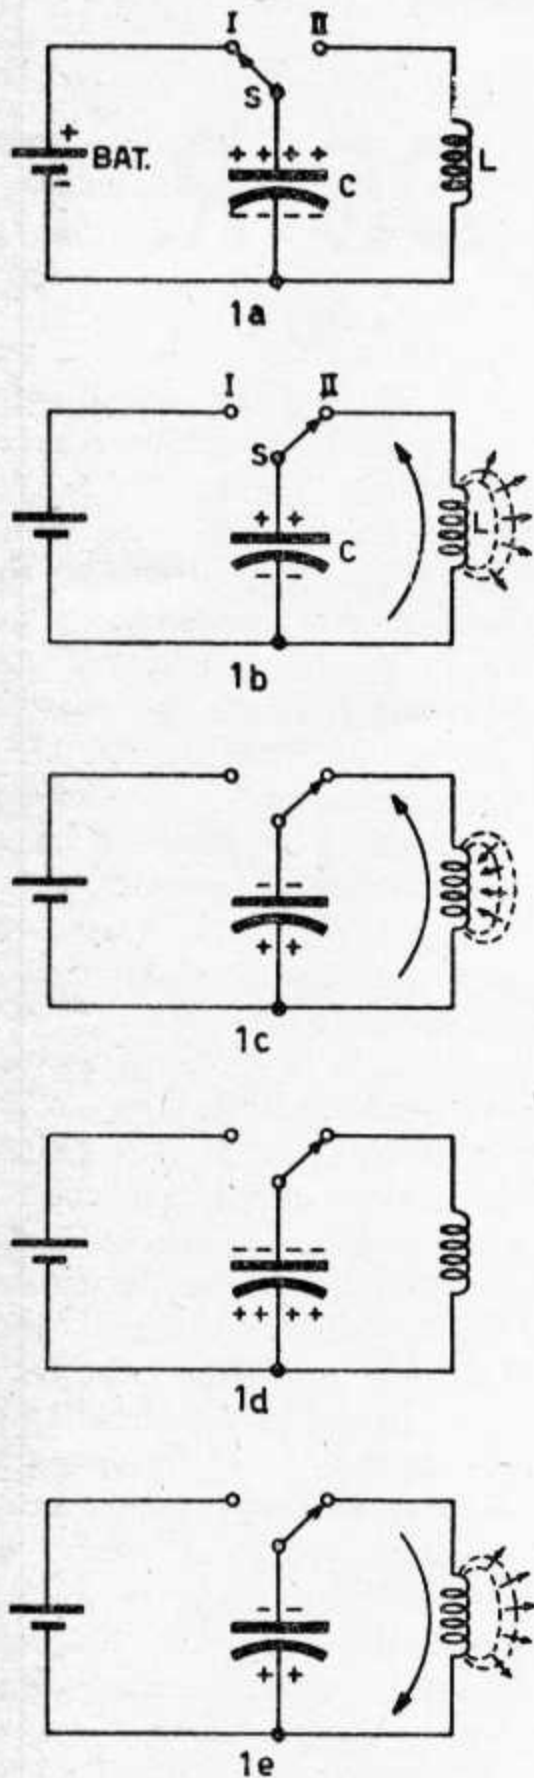 I II
S
+
BAT.
-
+ + + +
C
- - - -
L
1a
I II
S
+ +
C
- -
L
1b
- -
+ +
1c
- - - -
+ + + +
1d
- -
+ +
1e